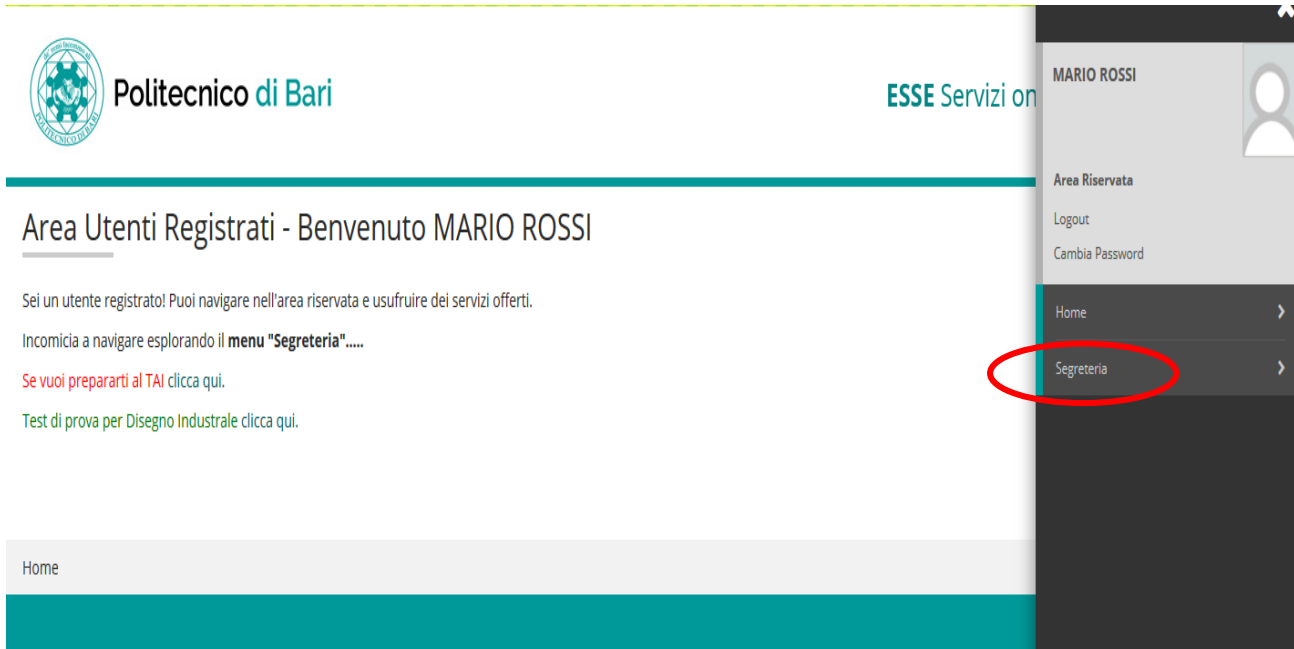 Politecnico di Bari
ESSE Servizi on
Area Utenti Registrati - Benvenuto MARIO ROSSI
Sei un utente registrato! Puoi navigare nell'area riservata e usufruire dei servizi offerti.
Incomicia a navigare esplorando il menu "Segreteria".....
Se vuoi prepararti al TAI clicca qui.
Test di prova per Disegno Industrale clicca qui.
Home
MARIO ROSSI
Area Riservata
Logout
Cambia Password
Home
Segreteria